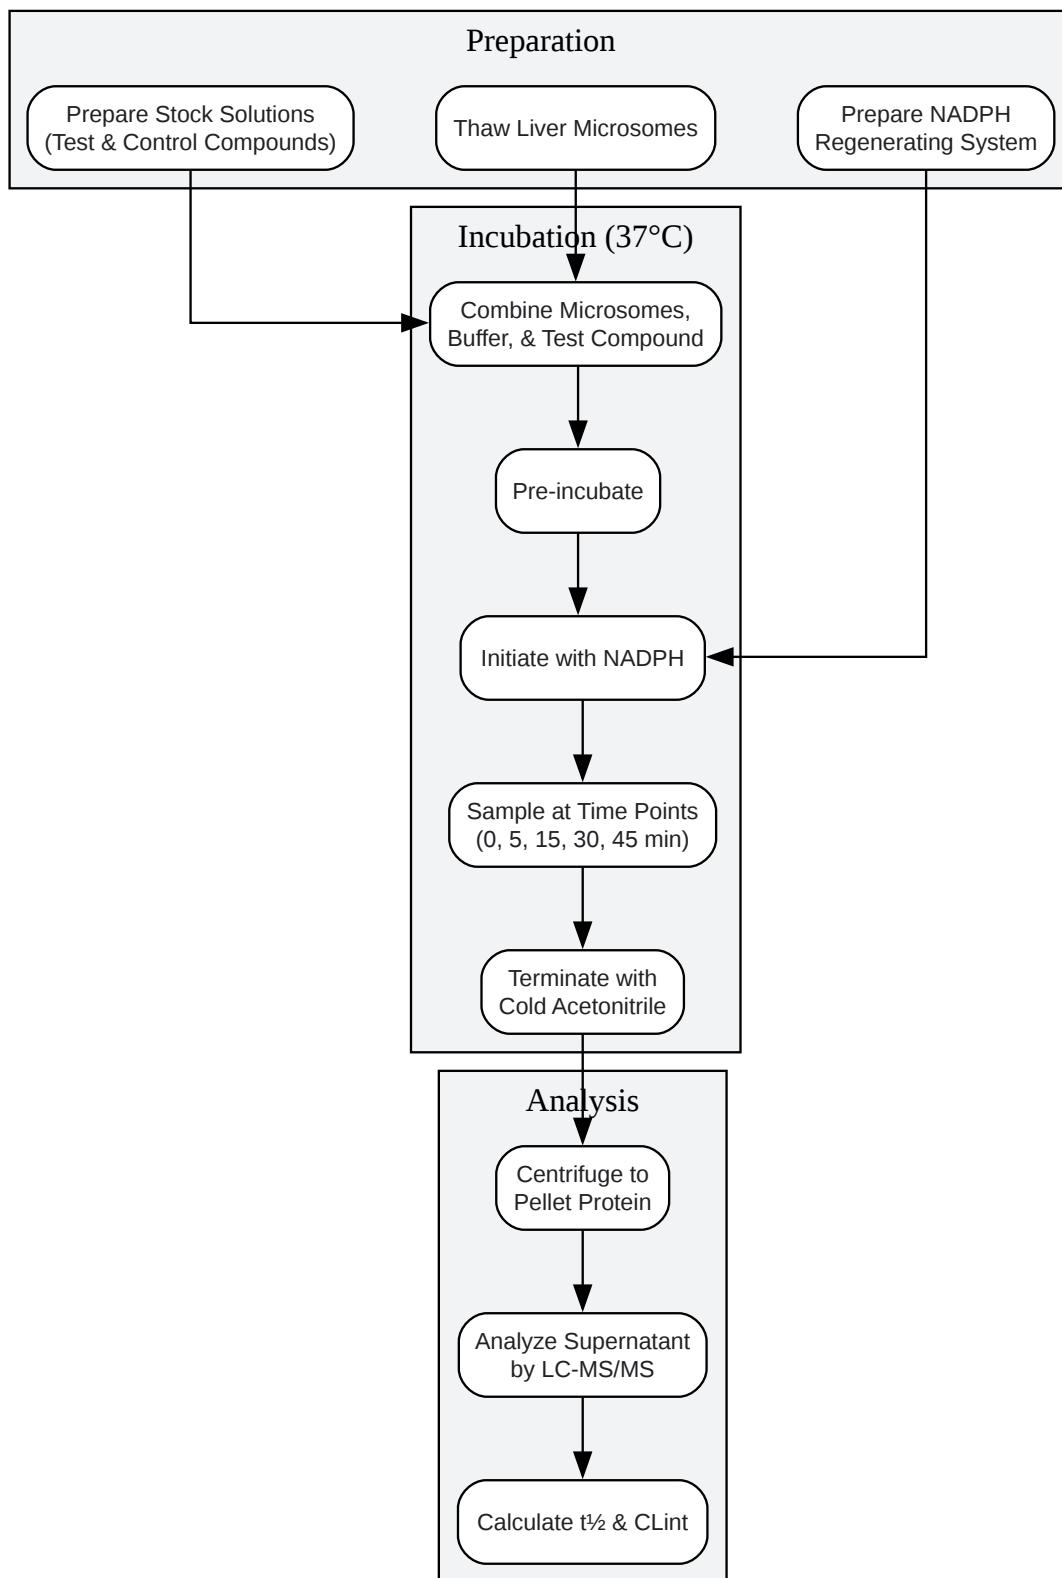 Preparation
Prepare Stock Solutions
(Test & Control Compounds)
Thaw Liver Microsomes
Prepare NADPH
Regenerating System
Incubation (37°C)
Combine Microsomes,
Buffer, & Test Compound
Pre-incubate
Initiate with NADPH
Sample at Time Points
(0, 5, 15, 30, 45 min)
Terminate with
Cold Acetonitrile
Analysis
Centrifuge to
Pellet Protein
Analyze Supernatant
by LC-MS/MS
Calculate t½ & CLint